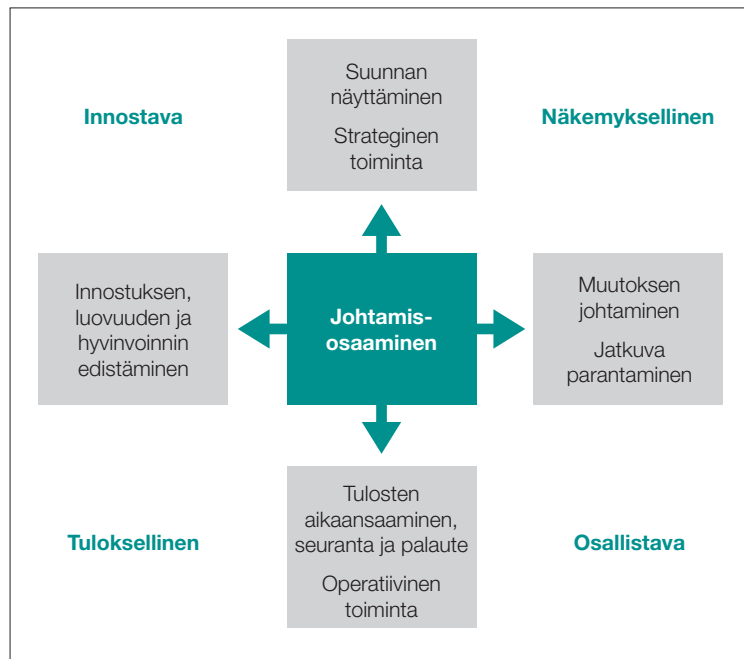 Suunnan
näyttäminen
Strateginen
toiminta
Innostava
Näkemyksellinen
Innostuksen,
luovuuden ja
hyvinvoinnin
edistäminen
Johtamis-
osaaminen
Muutoksen
johtaminen
Jatkuva
parantaminen
Tuloksellinen
Tulosten
aikaansaaminen,
seuranta ja palaute
Operatiivinen
toiminta
Osallistava